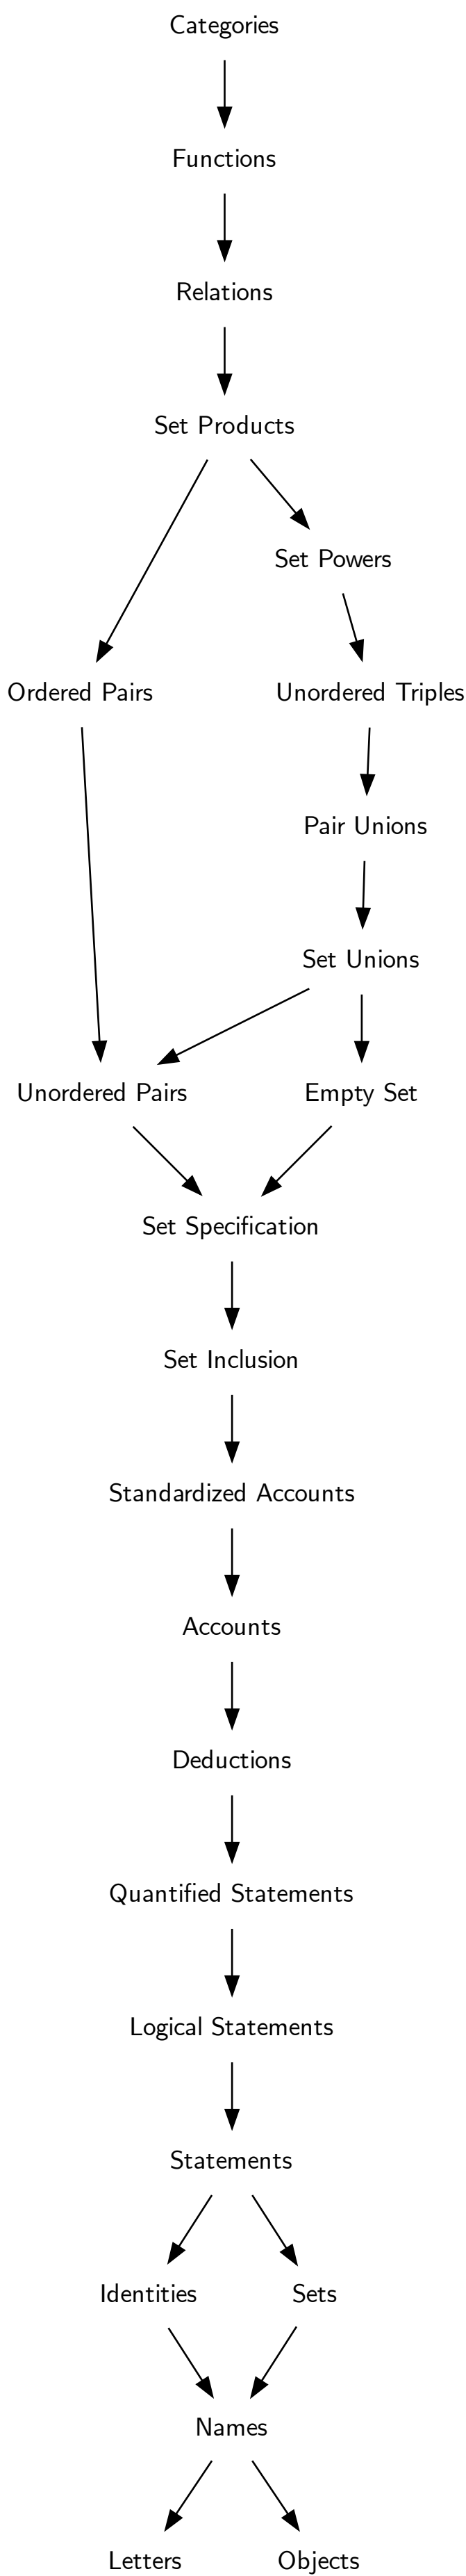 Categories
Functions
Relations
Set Products
Set Powers
Ordered Pairs
Unordered Triples
Pair Unions
Set Unions
Unordered Pairs
Empty Set
Set Specification
Set Inclusion
Standardized Accounts
Accounts
Deductions
Quantified Statements
Logical Statements
Statements
Identities
Sets
Names
Letters
Objects